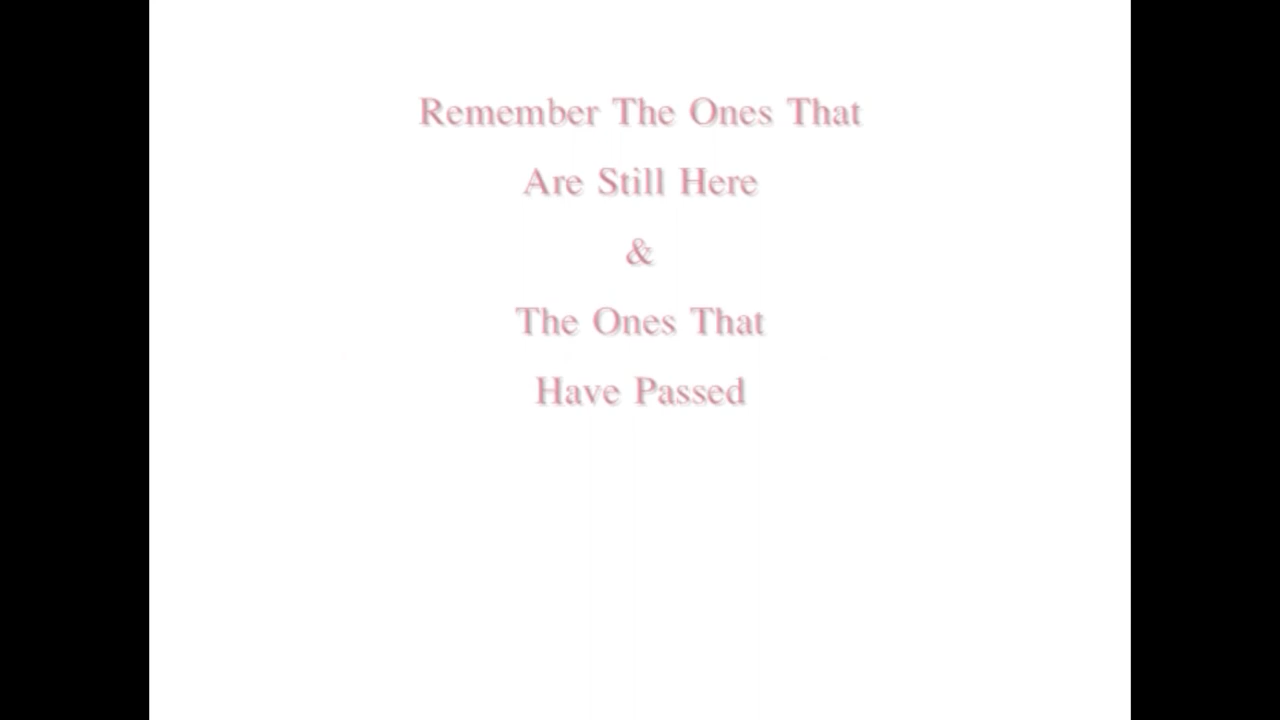 Remember The Ones That
Are Still Here
&
The Ones That
Have Passed